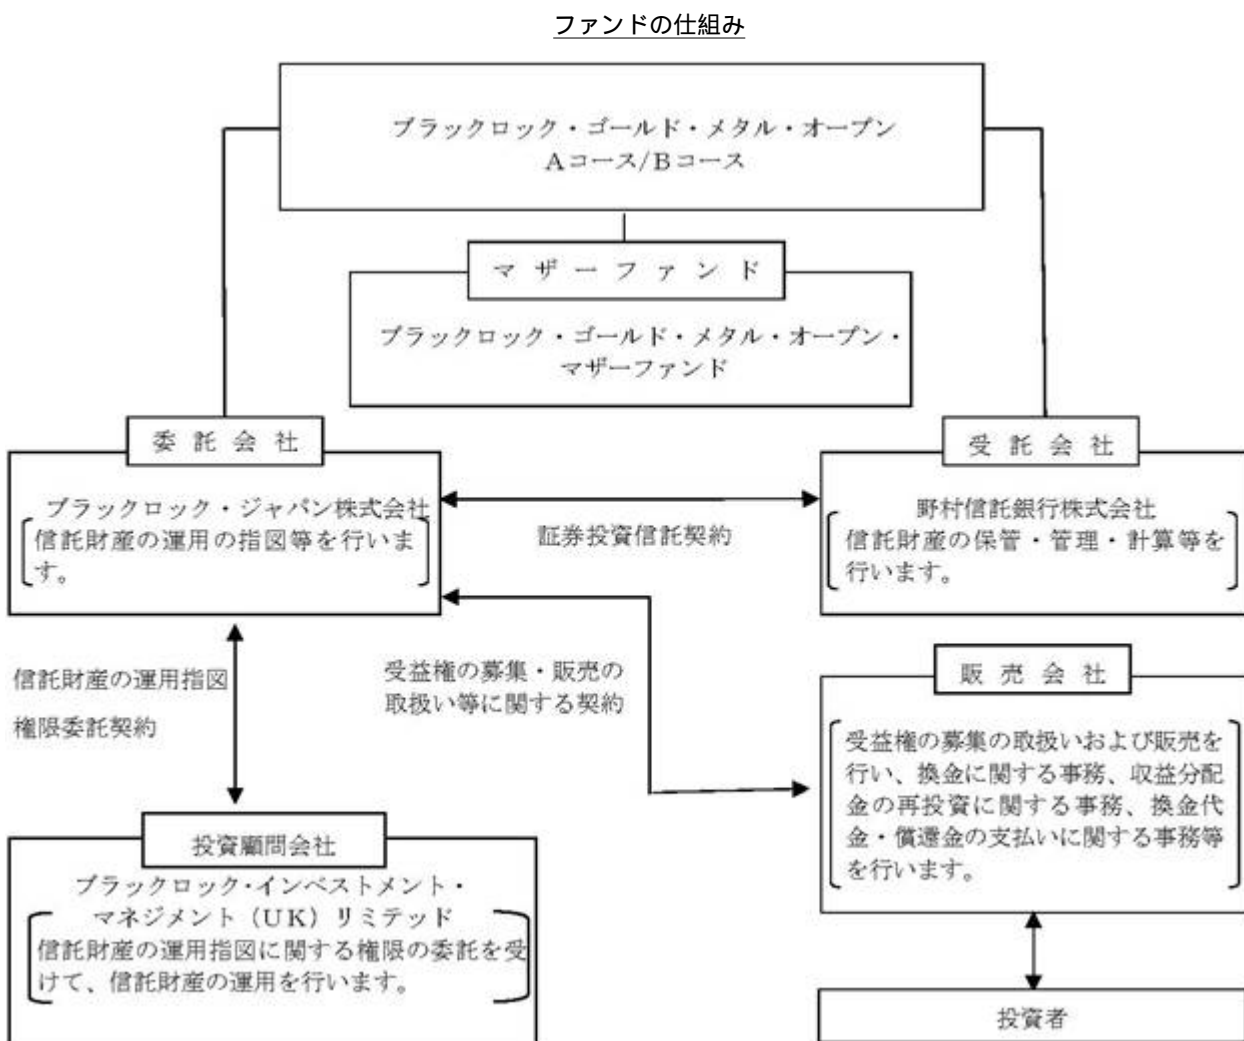 ファンドの仕組み
ブラックロック・ゴールド・メタル・オープン
Aコース/Bコース
マザーファンド
ブラックロック・ゴールド・メタル・オープン・
マザーファンド
委託会社
ブラックロック・ジャパン株式会社
信託財産の運用の指図等を行いま
す。
証券投資信託契約
受託会社
野村信託銀行株式会社
信託財産の保管・管理・計算等を
行います。
信託財産の運用指図
権限委託契約
受益権の募集・販売の
取扱い等に関する契約
販売会社
受益権の募集の取扱いおよび販売を
行い、換金に関する事務、収益分配
金の再投資に関する事務、換金代
金・償還金の支払いに関する事務等
を行います。
投資顧問会社
ブラックロック・インベストメント・
マネジメント（UK）リミテッド
信託財産の運用指図に関する権限の委託を受
けて、信託財産の運用を行います。
投資者